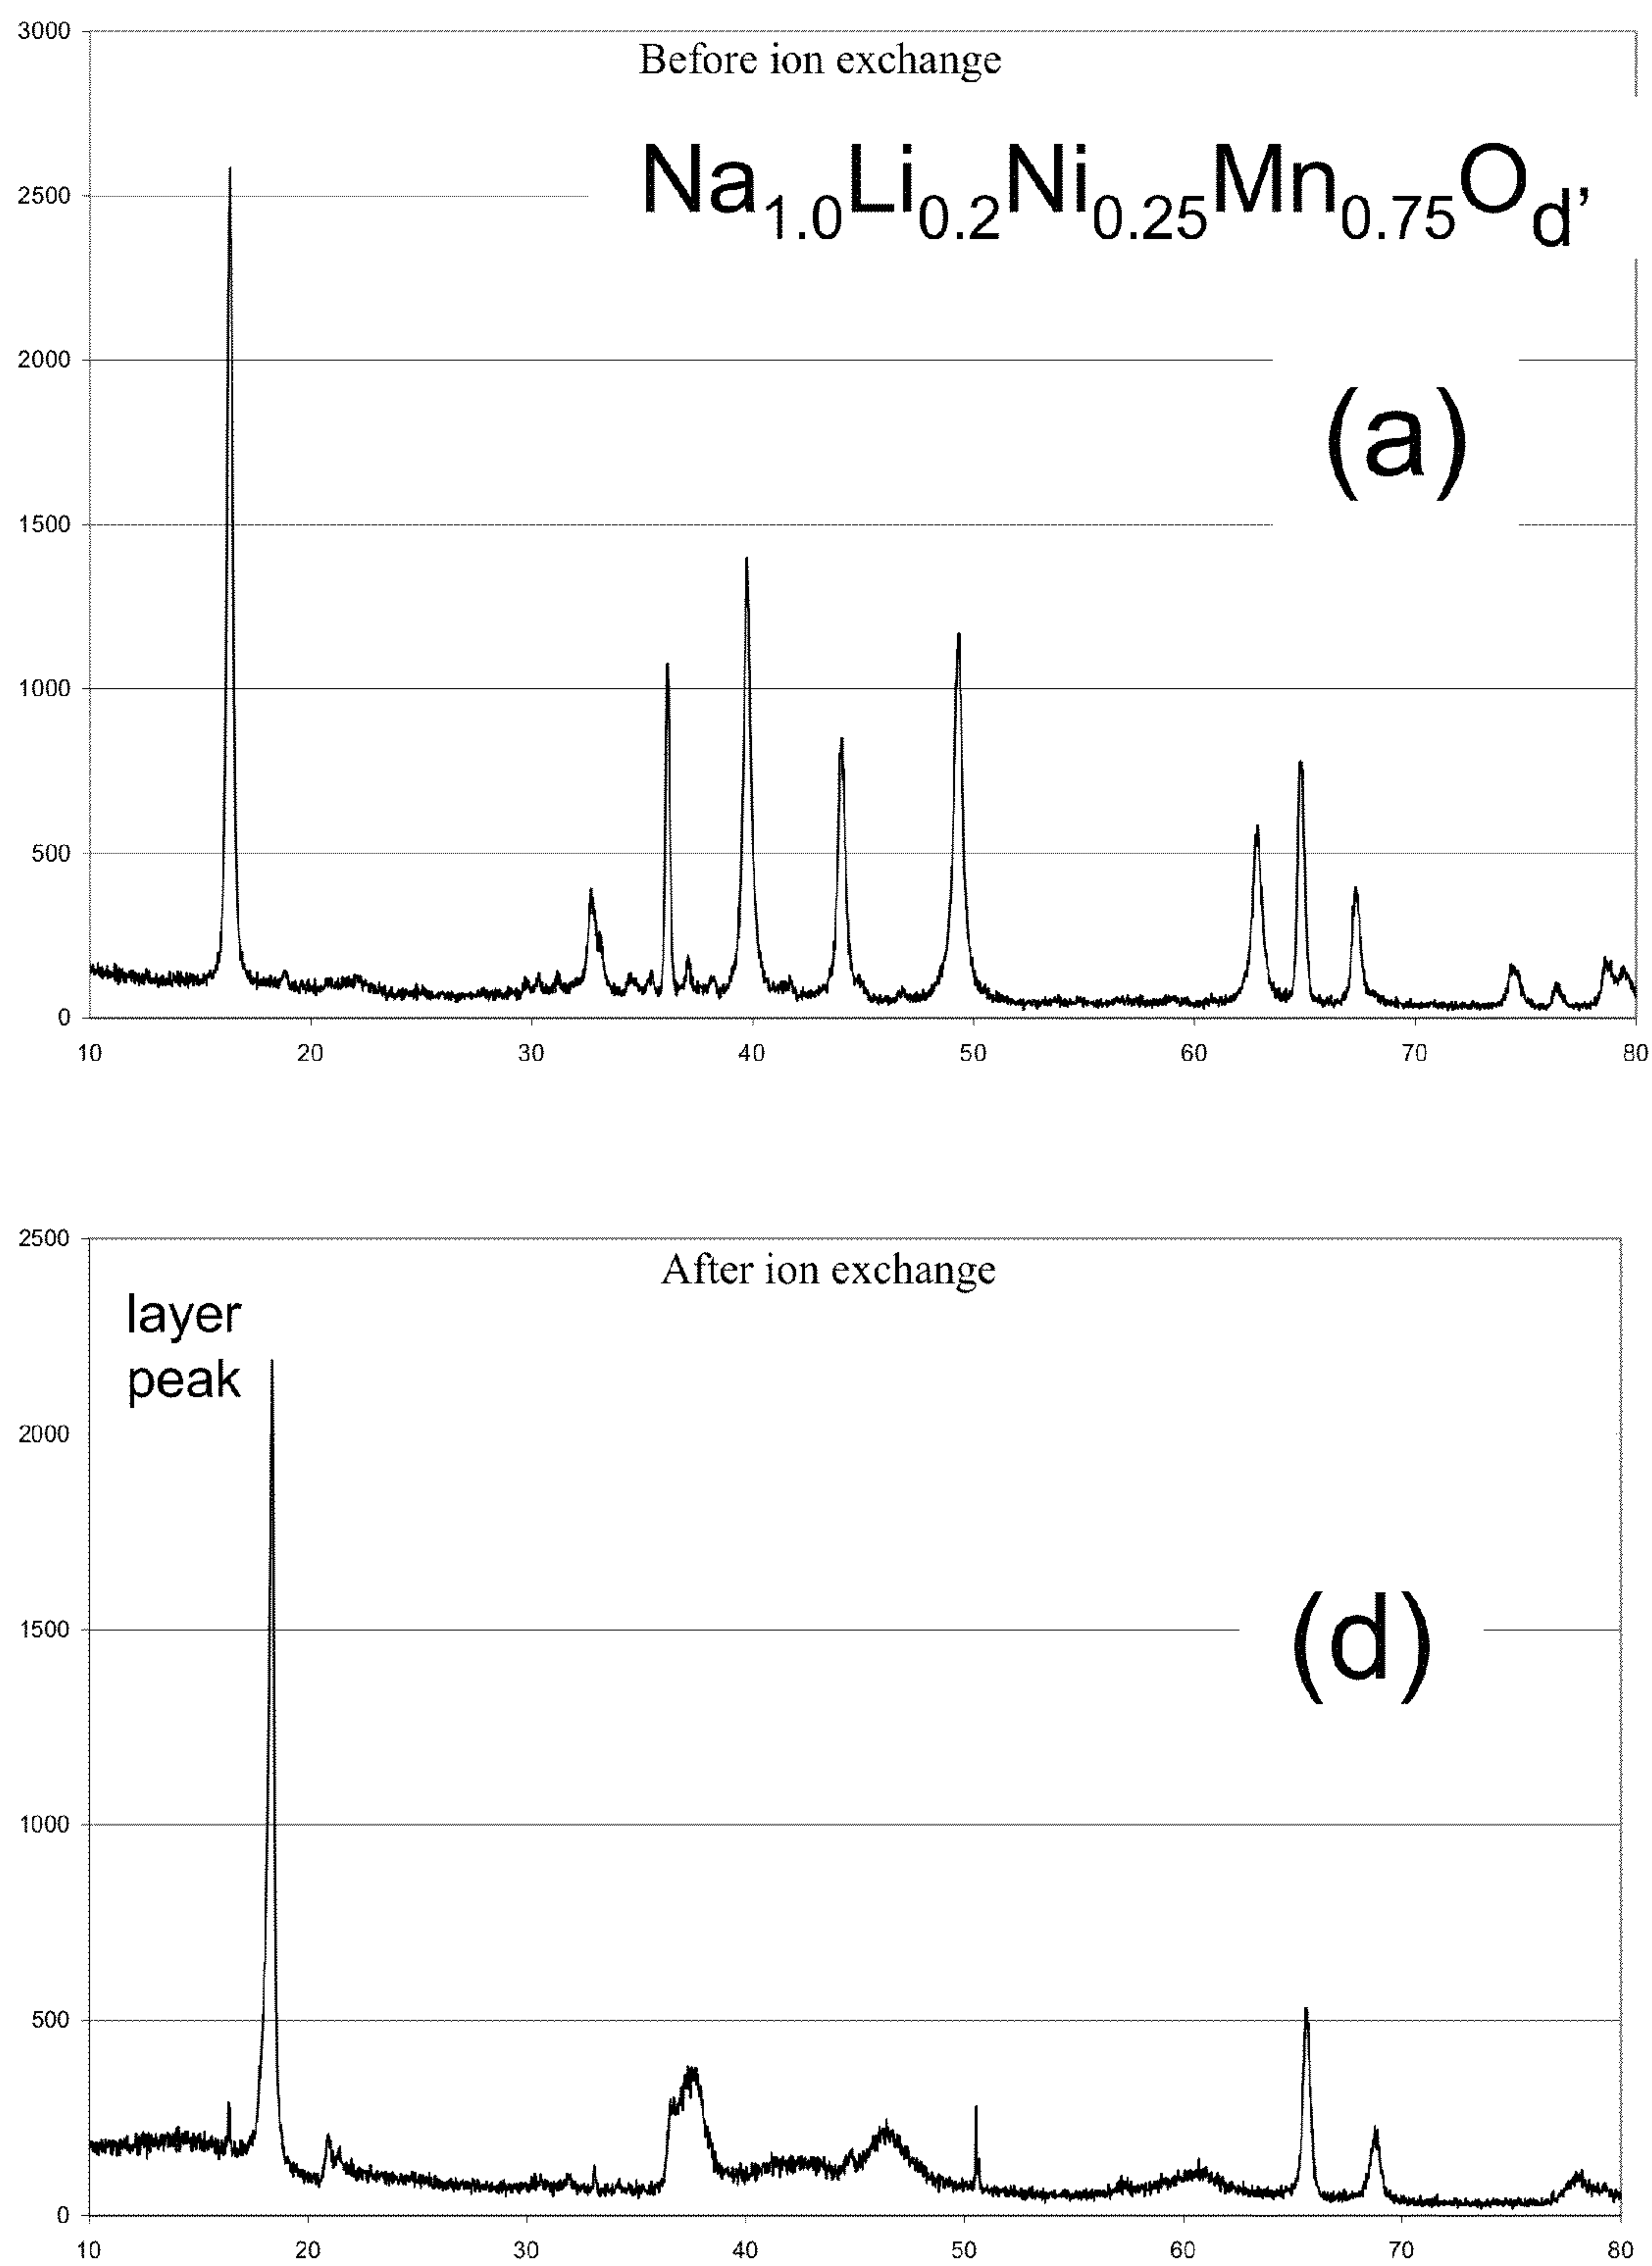 3000
Before ion exchange
Na1.0Li0.2Ni0.25Mn0.75Od,
2500
2000
(a)
1500
1000
500
0
10 20 30 40 50 60 70 80
2500
After ion exchange
layer
peak
2000
1500
(d)
1000
500
0
10 20 30 40 50 60 70 80